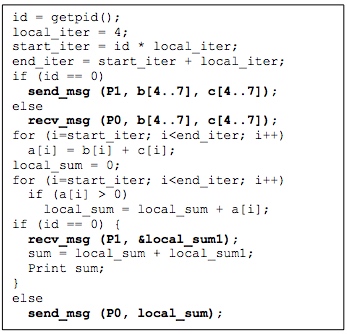 id = getpid();
local_iter = 4;
start_iter = id * local_iter;
end_iter = start_iter + local_iter;
if (id == 0)
send_msg (P1, b[4..7], c[4..7]);
else
recv_msg (P0, b[4..7], c[4..7]);
for (i=start_iter; i<end_iter; i++)
a[i] = b[i] + c[i];
local_sum = 0;
for (i=start_iter; i<end_iter; i++)
if (a[i] > 0)
local_sum = local_sum + a[i];
if (id == 0) {
recv_msg (P1, &local_sum1);
sum = local_sum + local_sum1;
Print sum;
}
else
send_msg (P0, local_sum);